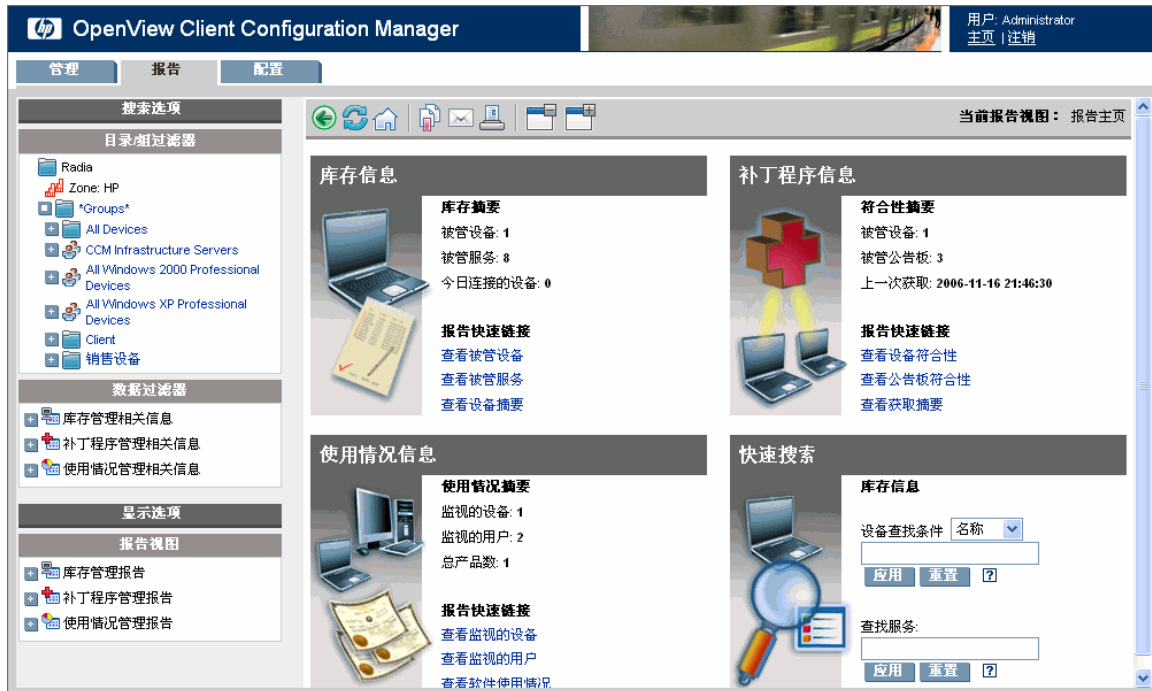 hp OpenView Client Configuration Manager
用户: Administrator
主页 | 注销
管理 报告 配置
搜索选项
目录/组过滤器
Radia
Zone: HP
*Groups*
All Devices
CCM Infrastructure Servers
All Windows 2000 Professional
Devices
All Windows XP Professional
Devices
Client
销售设备
数据过滤器
库存管理相关信息
补丁程序管理相关信息
使用情况管理相关信息
显示选项
报告视图
库存管理报告
补丁程序管理报告
使用情况管理报告
当前报告视图： 报告主页
库存信息
库存摘要
被管设备: 1
被管服务: 8
今日连接的设备: 0
报告快速链接
查看被管设备
查看被管服务
查看设备摘要
补丁程序信息
符合性摘要
被管设备: 1
被管公告板: 3
上一次获取: 2006-11-16 21:46:30
报告快速链接
查看设备符合性
查看公告板符合性
查看获取摘要
使用情况信息
使用情况摘要
监视的设备: 1
监视的用户: 2
总产品数: 1
报告快速链接
查看监视的设备
查看监视的用户
查看软件使用情况
快速搜索
库存信息
设备查找条件 名称
应用 重置 ?
查找服务:
应用 重置 ?